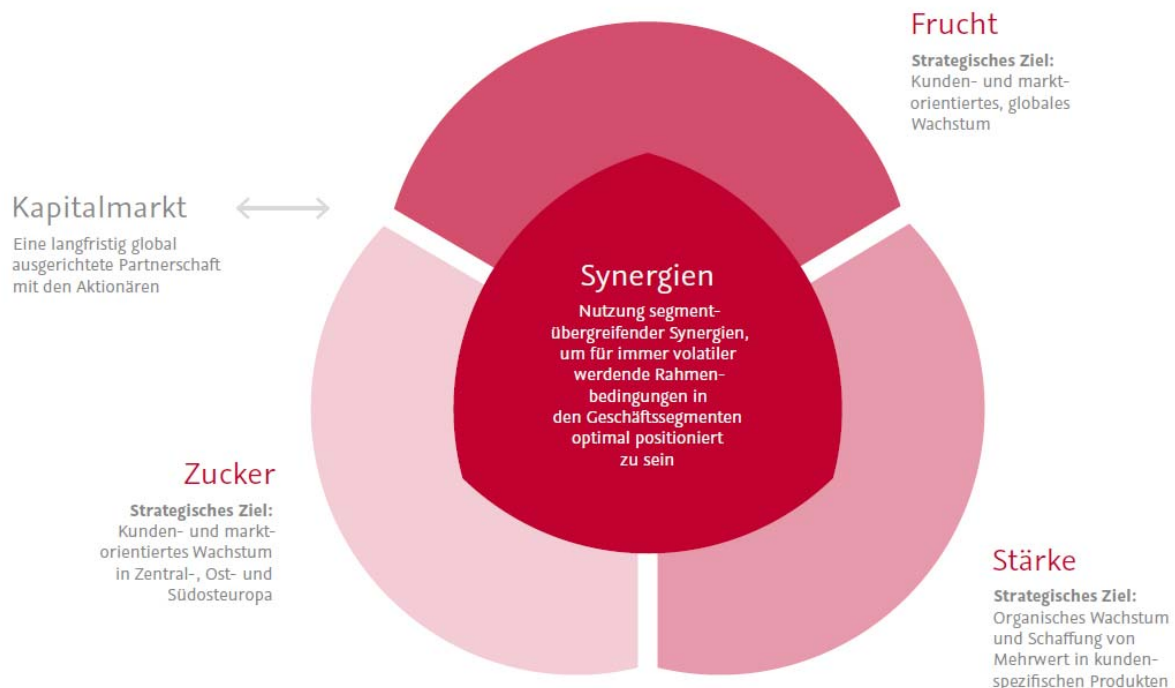 Frucht
Strategisches Ziel:
Kunden- und markt-
orientiertes, globales
Wachstum
Kapitalmarkt
Eine langfristig global
ausgerichtete Partnerschaft
mit den Aktionären
Synergien
Nutzung segment-
übergreifender Synergien,
um für immer volatiler
werdende Rahmen-
bedingungen in
den Geschäftssegmenten
optimal positioniert
zu sein
Zucker
Strategisches Ziel:
Kunden- und markt-
orientiertes Wachstum
in Zentral-, Ost- und
Südosteuropa
Stärke
Strategisches Ziel:
Organisches Wachstum
und Schaffung von
Mehrwert in kunden-
spezifischen Produkten